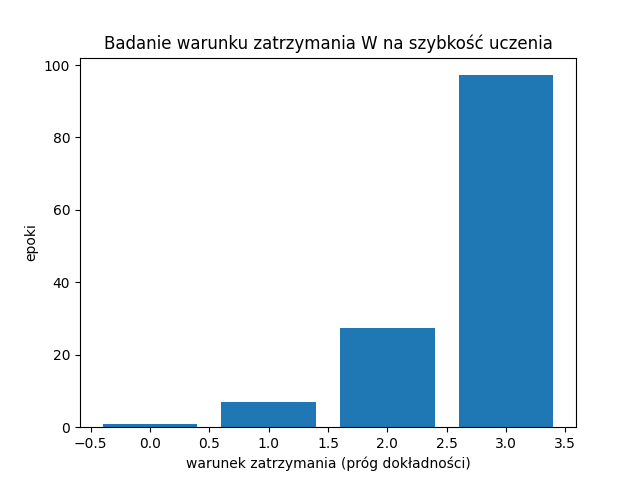 Badanie warunku zatrzymania W na szybkość uczenia
100
80
60
40
20
0
epoki
−0.5 0.0 0.5 1.0 1.5 2.0 2.5 3.0 3.5
warunek zatrzymania (próg dokładności)